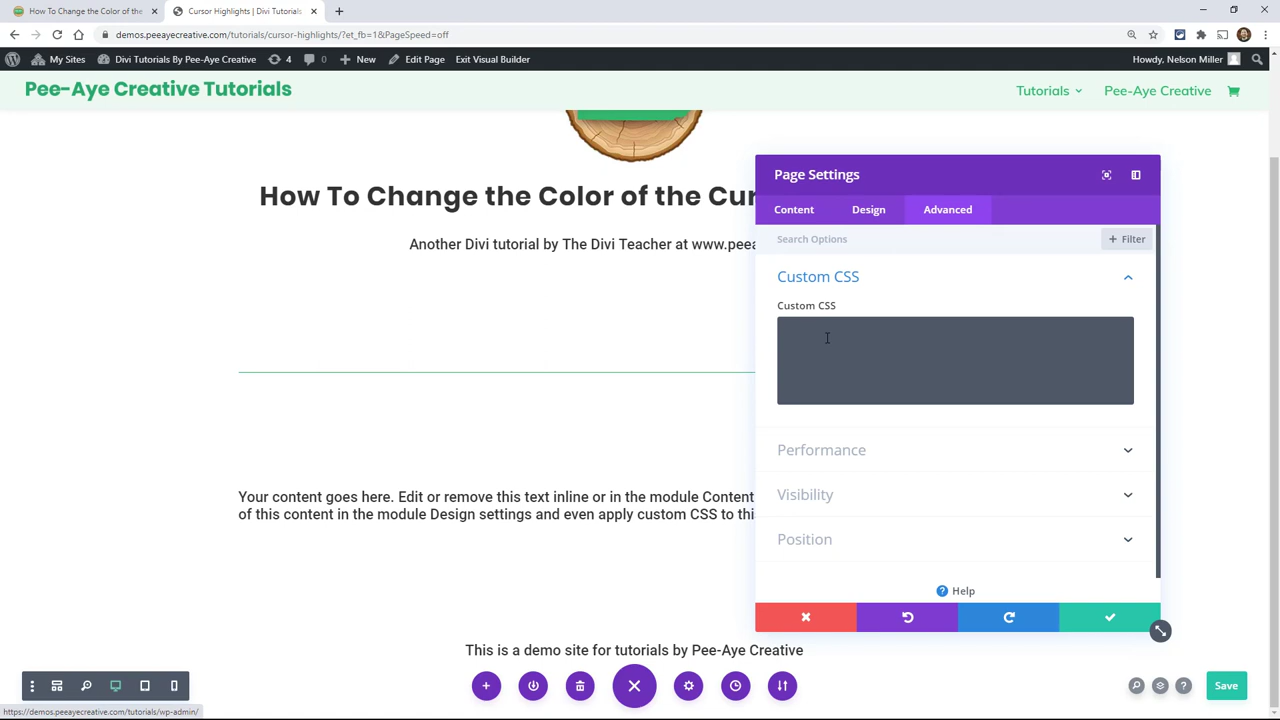 How To Change the Color of the
Cursor Highlights | Divi Tutorials
demos.peeayecreative.com/tutorials/cursor-highlights/?et_fb=1&PageSpeed=off
My Sites
Divi Tutorials By Pee-Aye Creative
4
0
New
Edit Page
Exit Visual Builder
Howdy, Nelson Miller
Pee-Aye Creative Tutorials
Tutorials
Pee-Aye Creative
How To Change the Color of the Cur
Another Divi tutorial by The Divi Teacher at www.peea
Page Settings
Content
Design
Advanced
Search Options
+ Filter
Custom CSS
Custom CSS
Performance
Visibility
Position
Help
Your content goes here. Edit or remove this text inline or in the module Content
of this content in the module Design settings and even apply custom CSS to thi
This is a demo site for tutorials by Pee-Aye Creative
Save
https://demos.peeayecreative.com/tutorials/wp-admin/